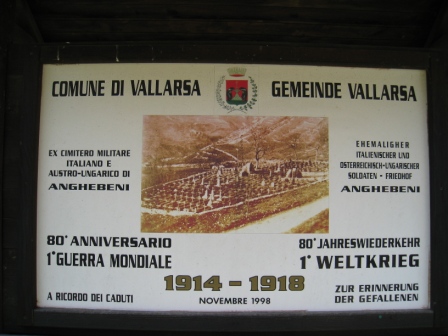 COMUNE DI VALLARSA
GEMEINDE VALLARSA
EX CIMITERO MILITARE
ITALIANO E
AUSTRO-UNGARICO DI
ANGHEBENI
EHEMALIGHER
ITALIENISCHER UND
ÖSTERREICHISCH-UNGARISCHER
SOLDATEN - FRIEDHOF
ANGHEBENI
80° ANNIVERSARIO
1° GUERRA MONDIALE
80° JAHRESWIEDERKEHR
1° WELTKRIEG
1914 - 1918
NOVEMBRE 1998
A RICORDO DEI CADUTI
ZUR ERINNERUNG
DER GEFALLENEN